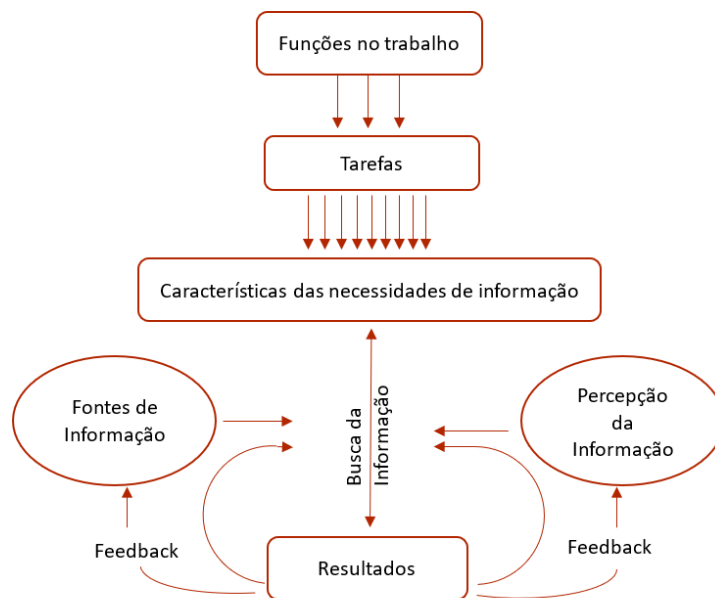 Funções no trabalho
Tarefas
Características das necessidades de informação
Fontes de
Informação
Busca da
Informação
Percepção
da
Informação
Feedback
Resultados
Feedback